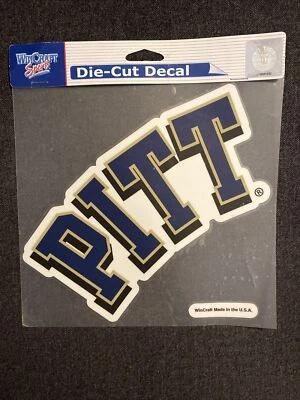 WINCRAFT
Sports
Die-Cut Decal
PITT
®
WinCraft Made in the U.S.A.